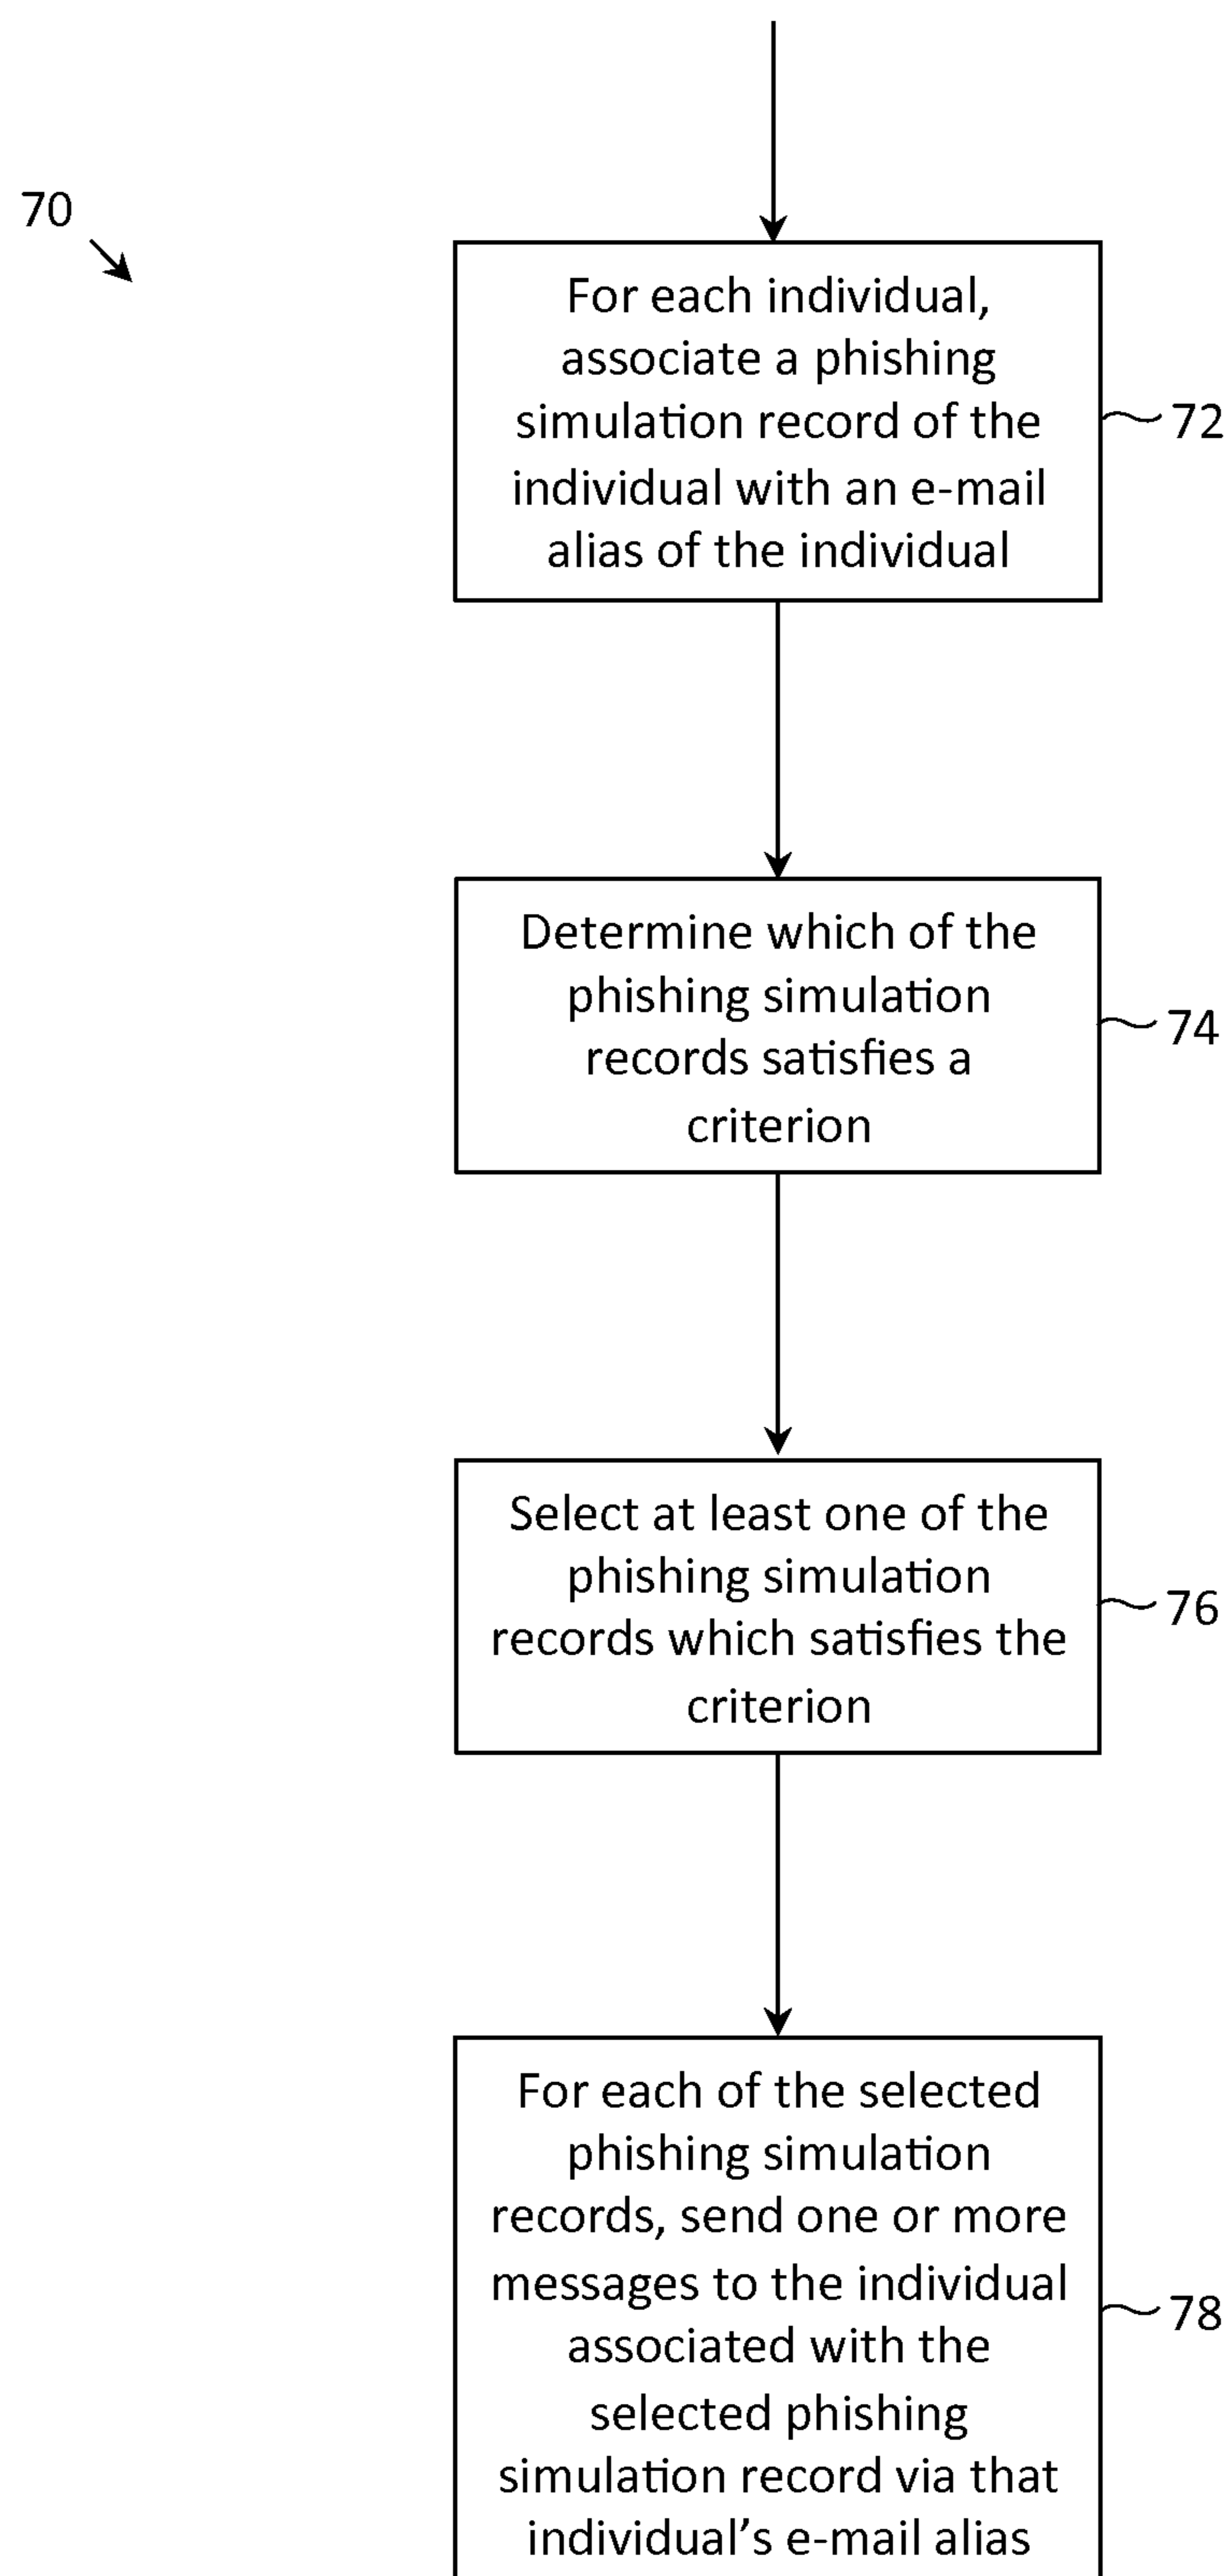 70
For each individual,
associate a phishing
simulation record of the
individual with an e-mail
alias of the individual
72
Determine which of the
phishing simulation
records satisfies a
criterion
74
Select at least one of the
phishing simulation
records which satisfies the
criterion
76
For each of the selected
phishing simulation
records, send one or more
messages to the individual
associated with the
selected phishing
simulation record via that
individual’s e-mail alias
78